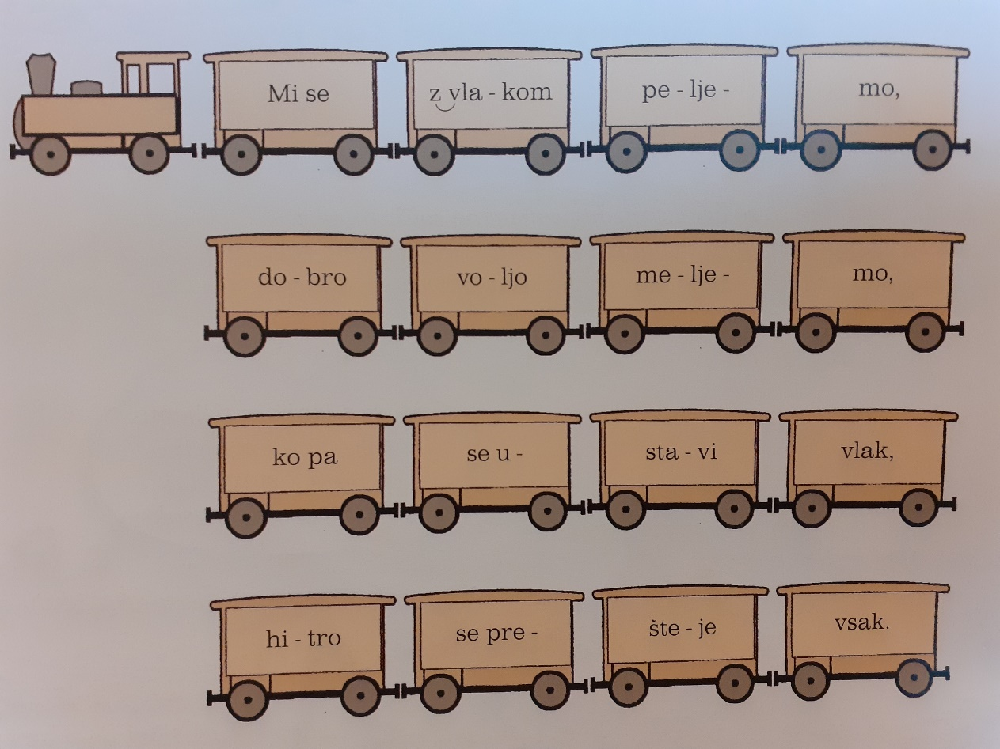 Mi se z vla - kom pe - lje - mo,
do - bro vo - ljo me - lje - mo,
ko pa se u - sta - vi vlak,
hi - tro se pre - šte - je vsak.